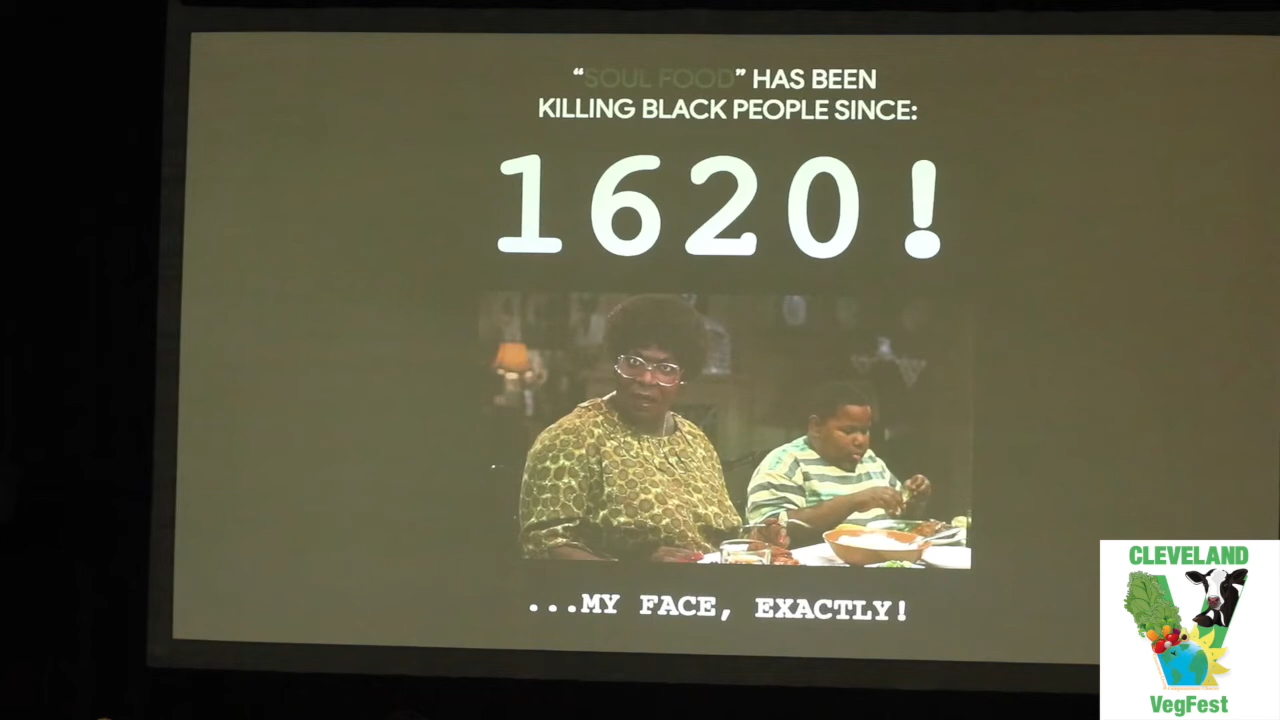 “SOUL FOOD” HAS BEEN
KILLING BLACK PEOPLE SINCE:
1620!
...MY FACE, EXACTLY!
CLEVELAND
VegFest